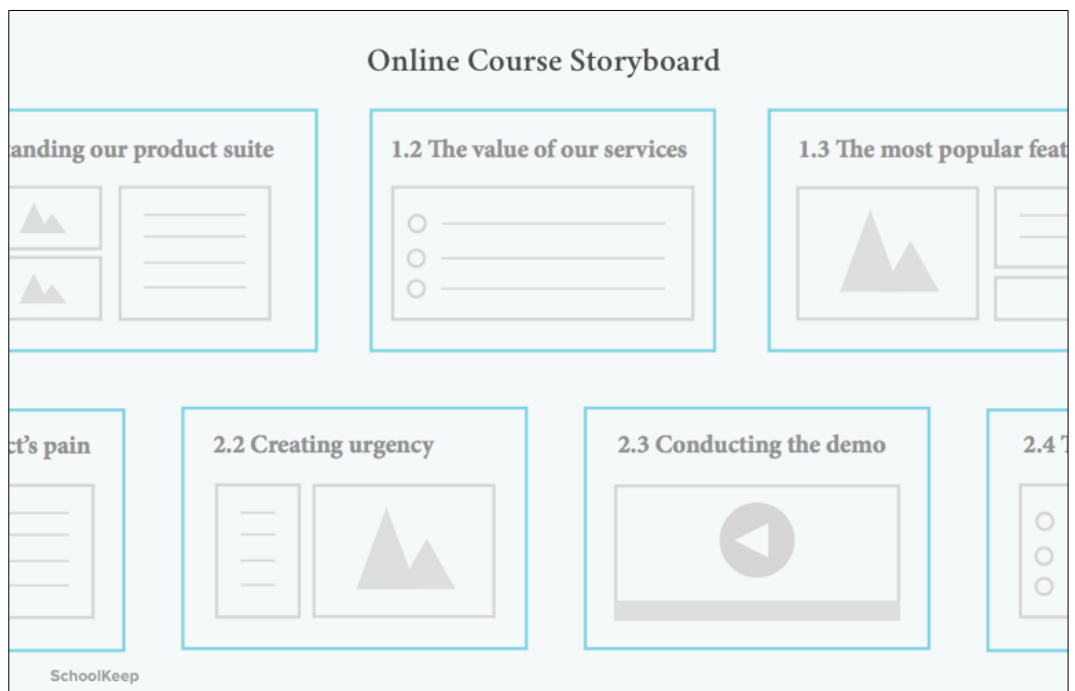 Online Course Storyboard
anding our product suite
1.2 The value of our services
1.3 The most popular feat
ct's pain
2.2 Creating urgency
2.3 Conducting the demo
2.4
SchoolKeep